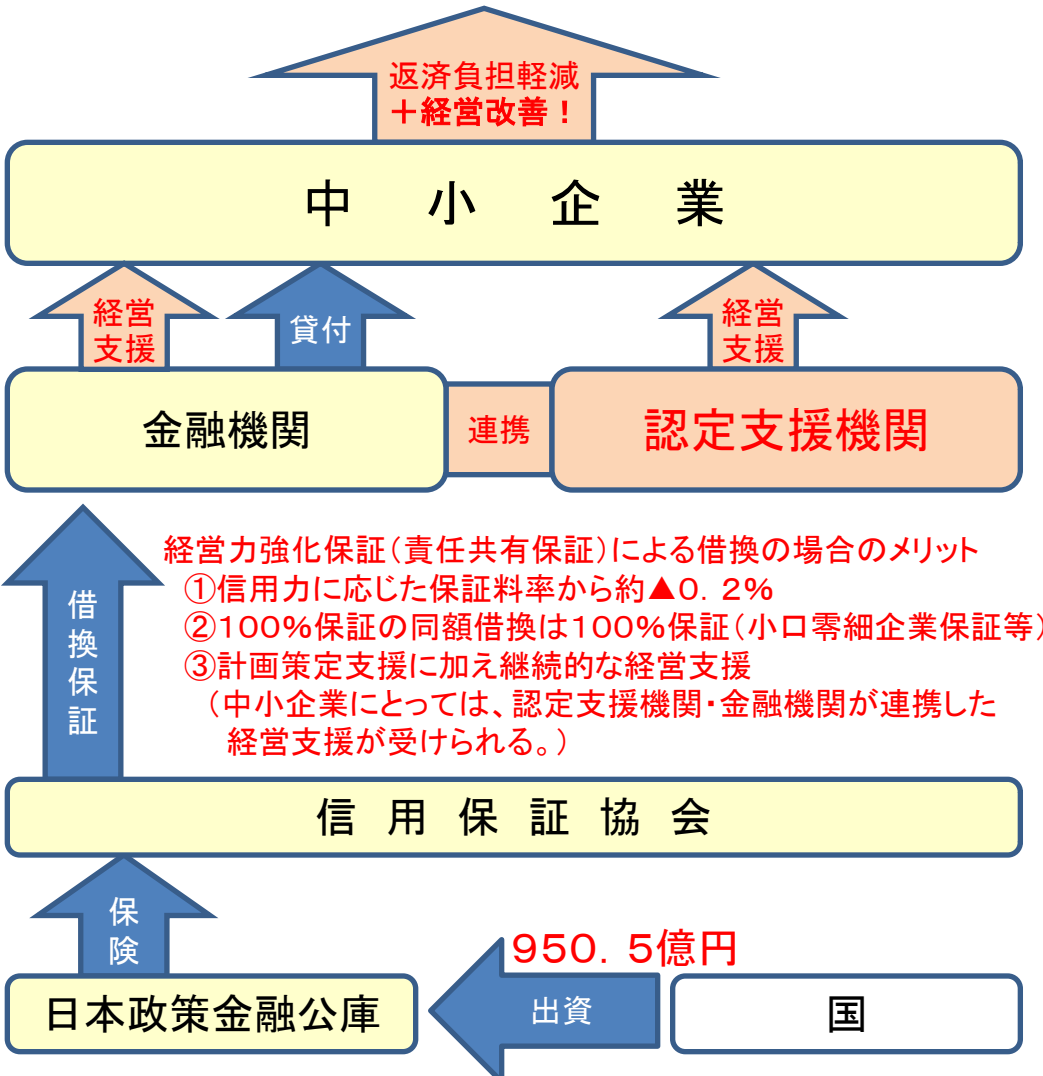 返済負担軽減
＋経営改善！
中　小　企　業
経営
支援
貸付
経営
支援
金融機関
連携
認定支援機関
借換保証
経営力強化保証（責任共有保証）による借換の場合のメリット
①信用力に応じた保証料率から約▲０．２％
②１００％保証の同額借換は１００％保証（小口零細企業保証等）
③計画策定支援に加え継続的な経営支援
（中小企業にとっては、認定支援機関・金融機関が連携した
経営支援が受けられる。）
信　用　保　証　協　会
保険
９５０．５億円
日本政策金融公庫
出資
国